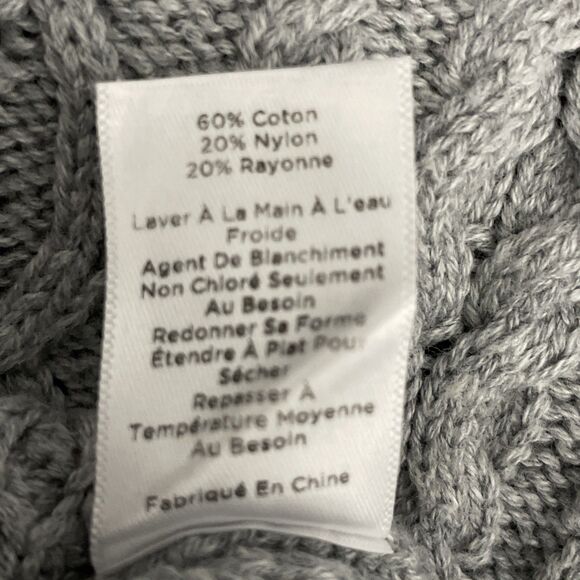 60% Coton
20% Nylon
20% Rayonne
Laver À La Main À L'eau
Froide
Agent De Blanchiment
Non Chloré Seulement
Au Besoin
Redonner Sa Forme
Étendre À Plat Pour
Sécher
Repasser À
Température Moyenne
Au Besoin
Fabriqué En Chine